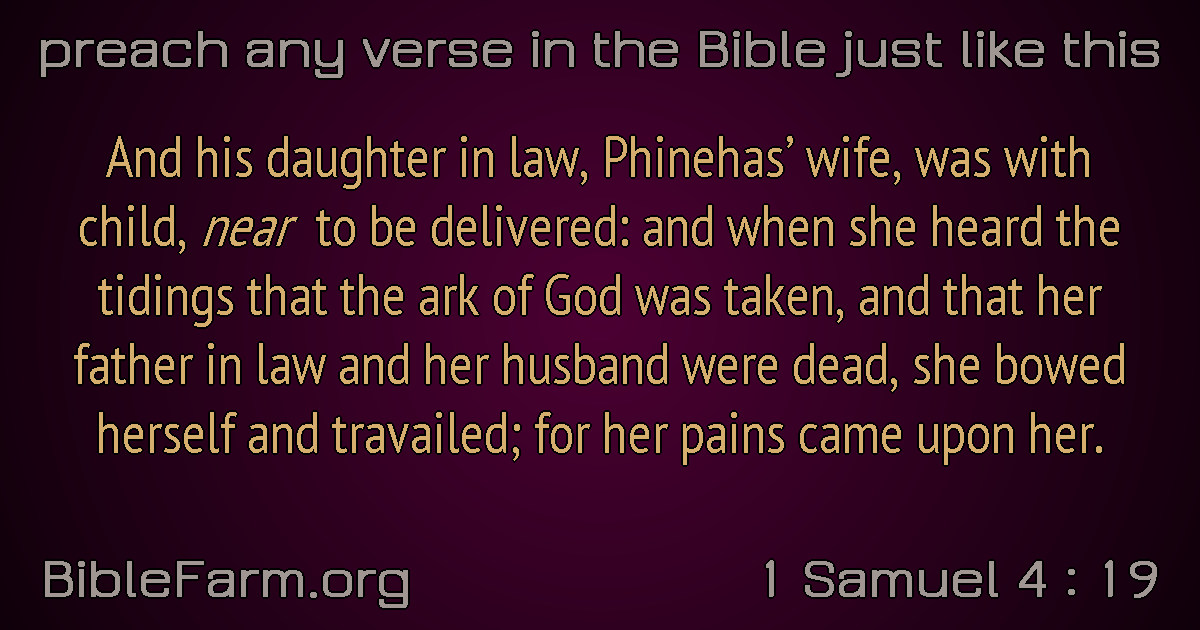 preach any verse in the Bible just like this
And his daughter in law, Phinehas’ wife, was with
child, near to be delivered: and when she heard the
tidings that the ark of God was taken, and that her
father in law and her husband were dead, she bowed
herself and travailed; for her pains came upon her.
BibleFarm.org
1 Samuel 4 : 19